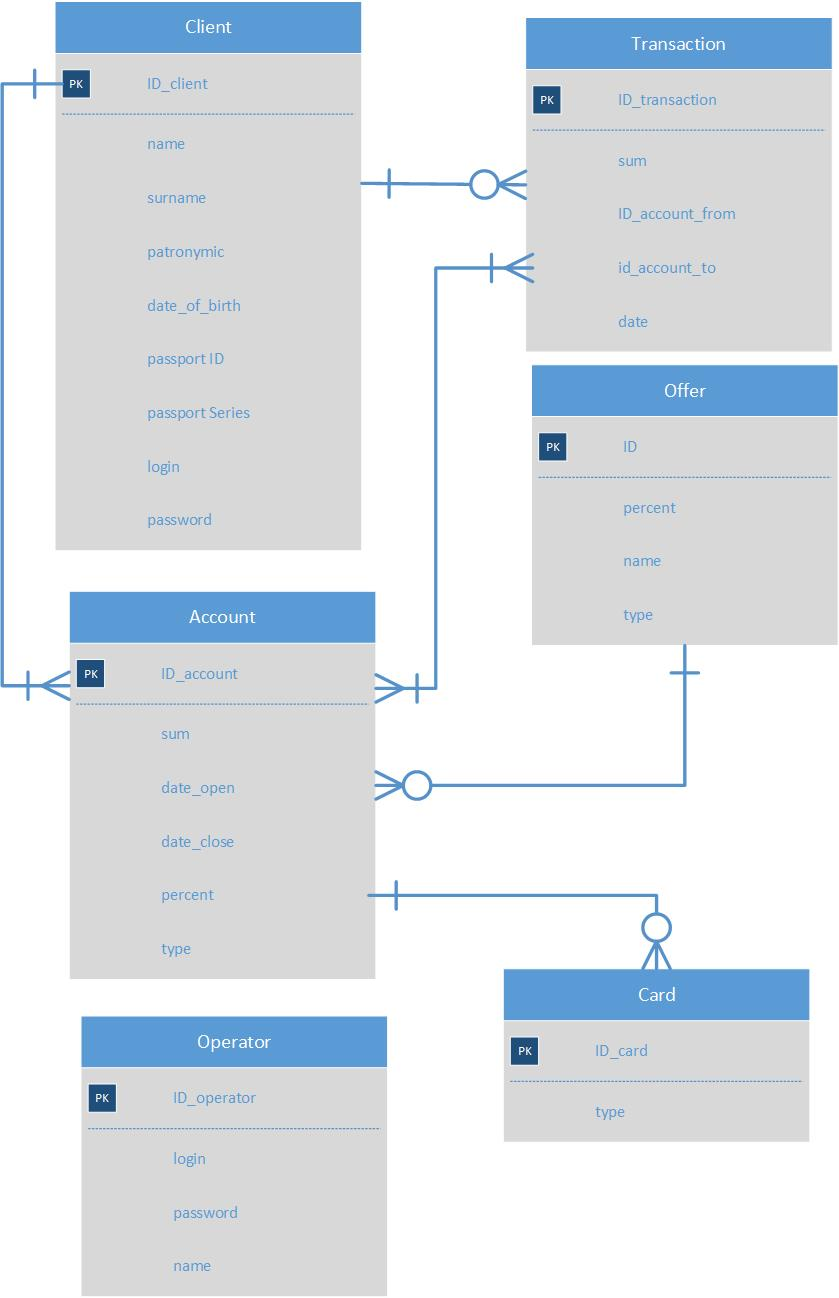 Client
PK ID_client
name
surname
patronymic
date_of_birth
passport ID
passport Series
login
password
Transaction
PK ID_transaction
sum
ID_account_from
id_account_to
date
Offer
PK ID
percent
name
type
Account
PK ID_account
sum
date_open
date_close
percent
type
Card
PK ID_card
type
Operator
PK ID_operator
login
password
name